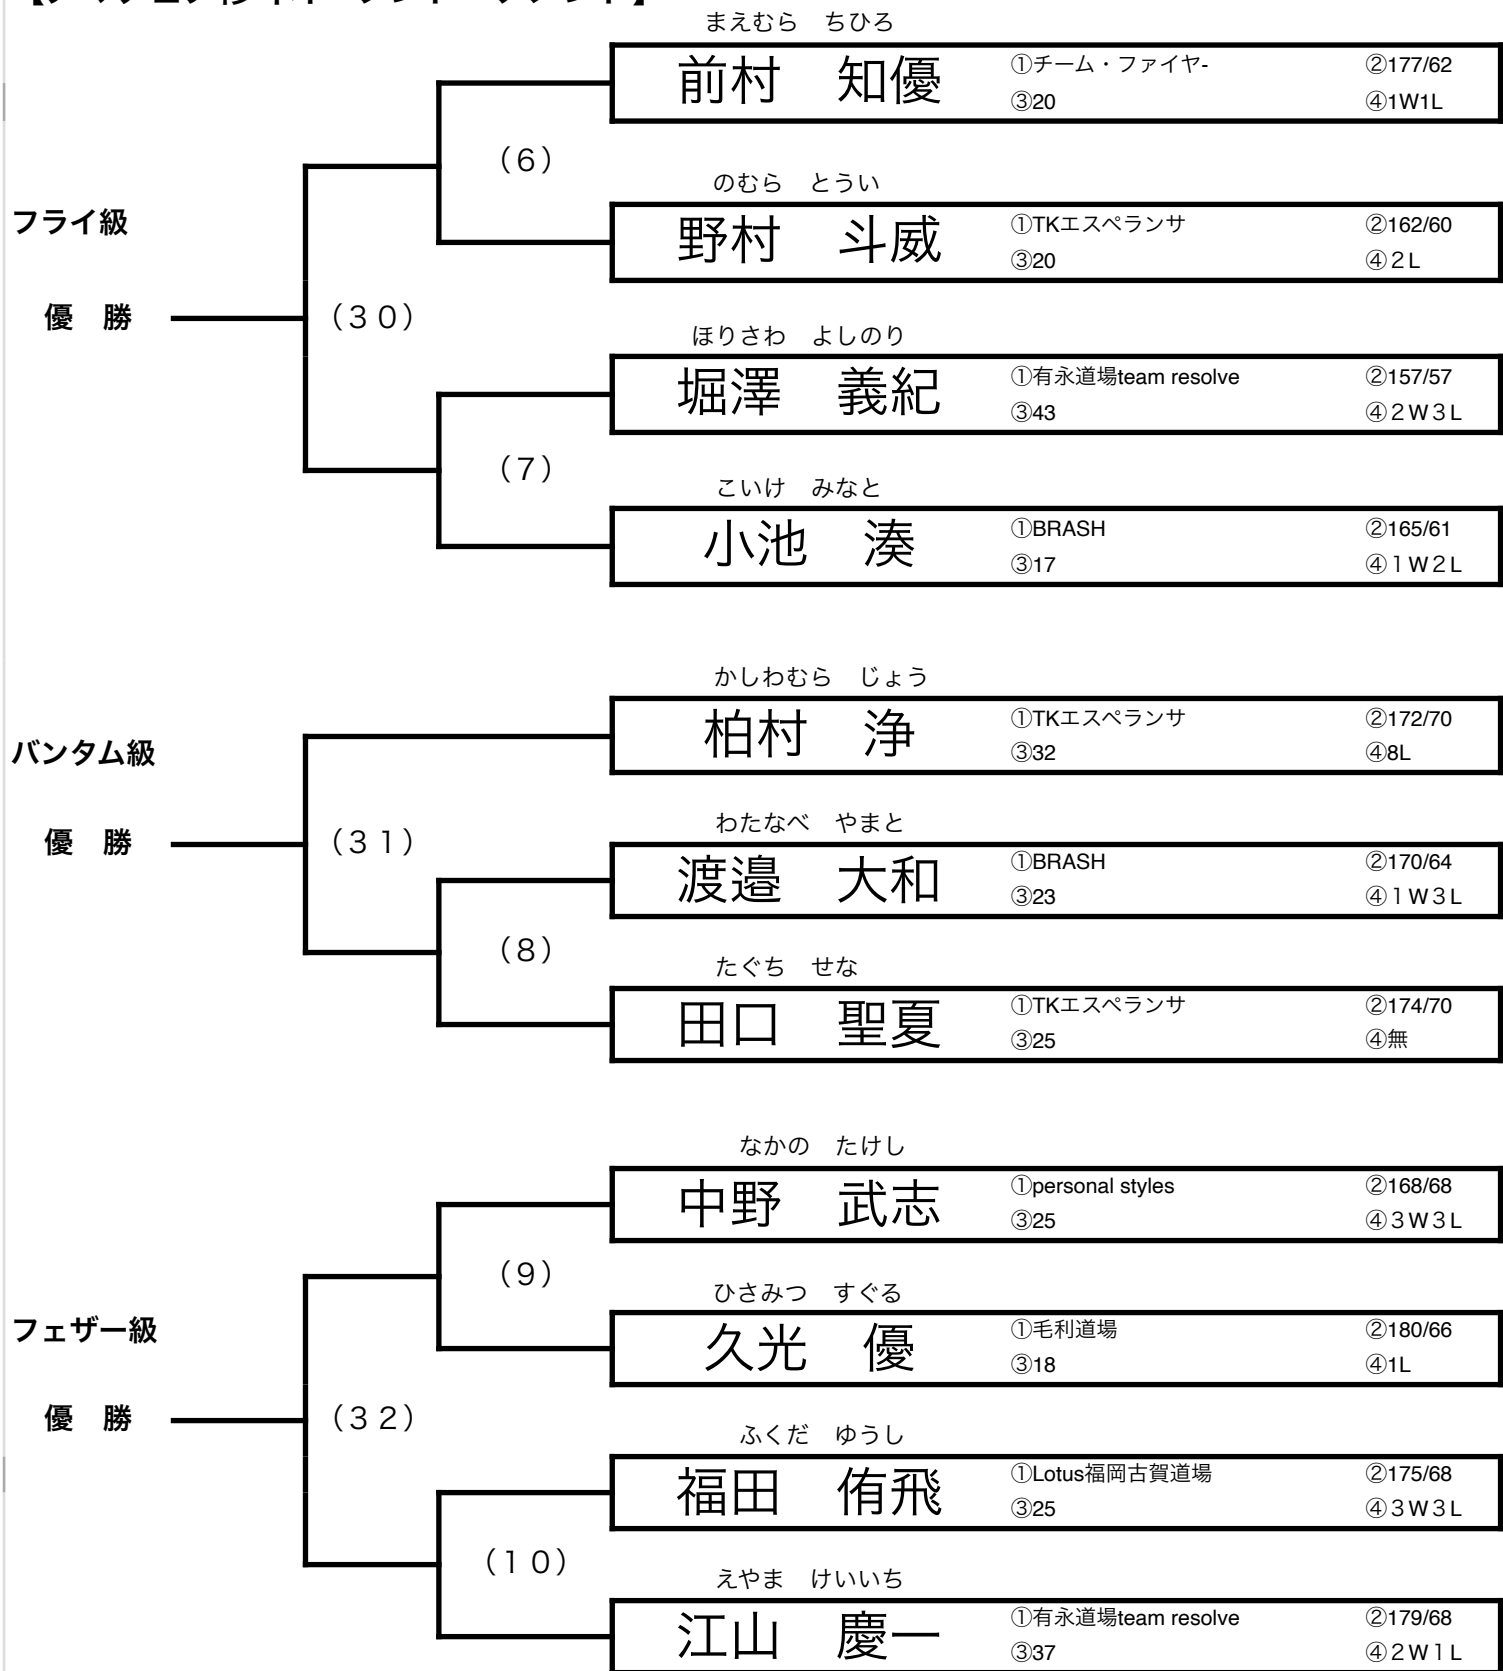 まえむら　ちひろ
前村　知優　①チーム・ファイヤ-　②177/62
③20　④1W1L
（６）
のむら　とうい
フライ級
野村　斗威　①TKエスペランサ　②162/60
③20　④２L
優　勝
（３０）
ほりさわ　よしのり
堀澤　義紀　①有永道場team resolve　②157/57
③43　④２W３L
（７）
こいけ　みなと
小池　湊　①BRASH　②165/61
③17　④１W２L
かしわむら　じょう
バンタム級
柏村　浄　①TKエスペランサ　②172/70
③32　④8L
優　勝
（３１）
わたなべ　やまと
渡邉　大和　①BRASH　②170/64
③23　④１W３L
（８）
たぐち　せな
田口　聖夏　①TKエスペランサ　②174/70
③25　④無
なかの　たけし
中野　武志　①personal styles　②168/68
③25　④３W３L
（９）
ひさみつ　すぐる
フェザー級
久光　優　①毛利道場　②180/66
③18　④1L
優　勝
（３２）
ふくだ　ゆうし
福田　侑飛　①Lotus福岡古賀道場　②175/68
③25　④３W３L
（１０）
えやま　けいいち
江山　慶一　①有永道場team resolve　②179/68
③37　④２W１L